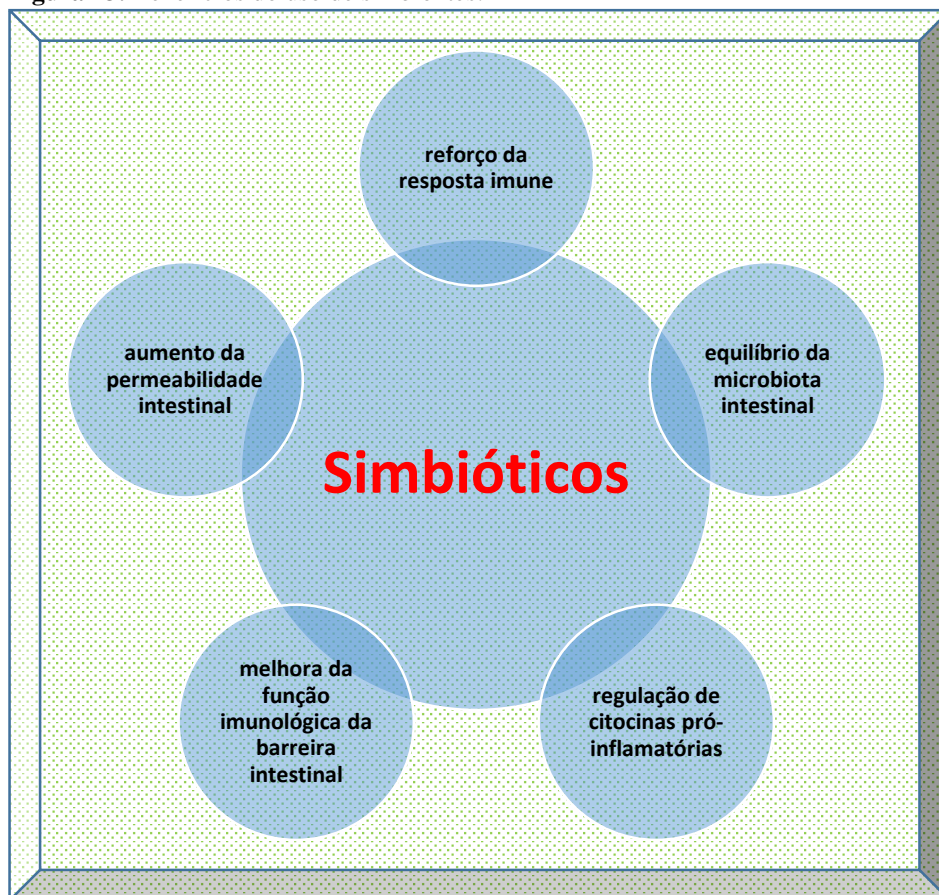 reforço da
resposta imune
aumento da
permeabilidade
intestinal
equilíbrio da
microbiota
intestinal
Simbióticos
melhora da
função
imunológica da
barreira
intestinal
regulação de
citocinas pró-
inflamatórias